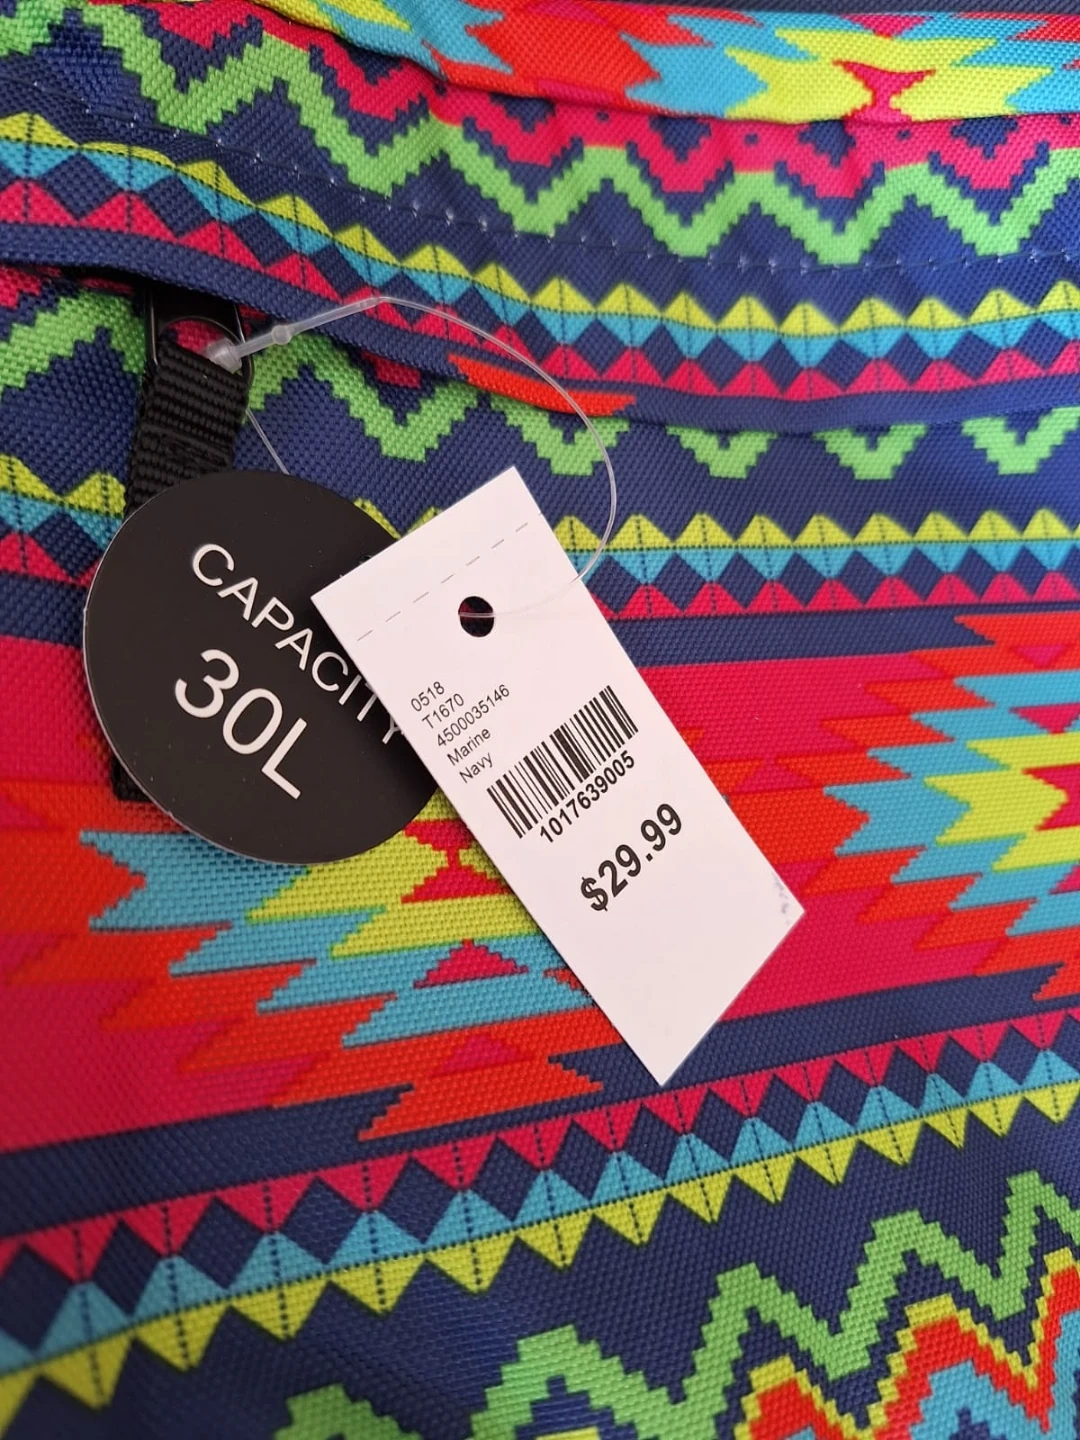 CAPACITY
30L
0518
T1670
4500035146
Marine
Navy
1017639005
$29.99